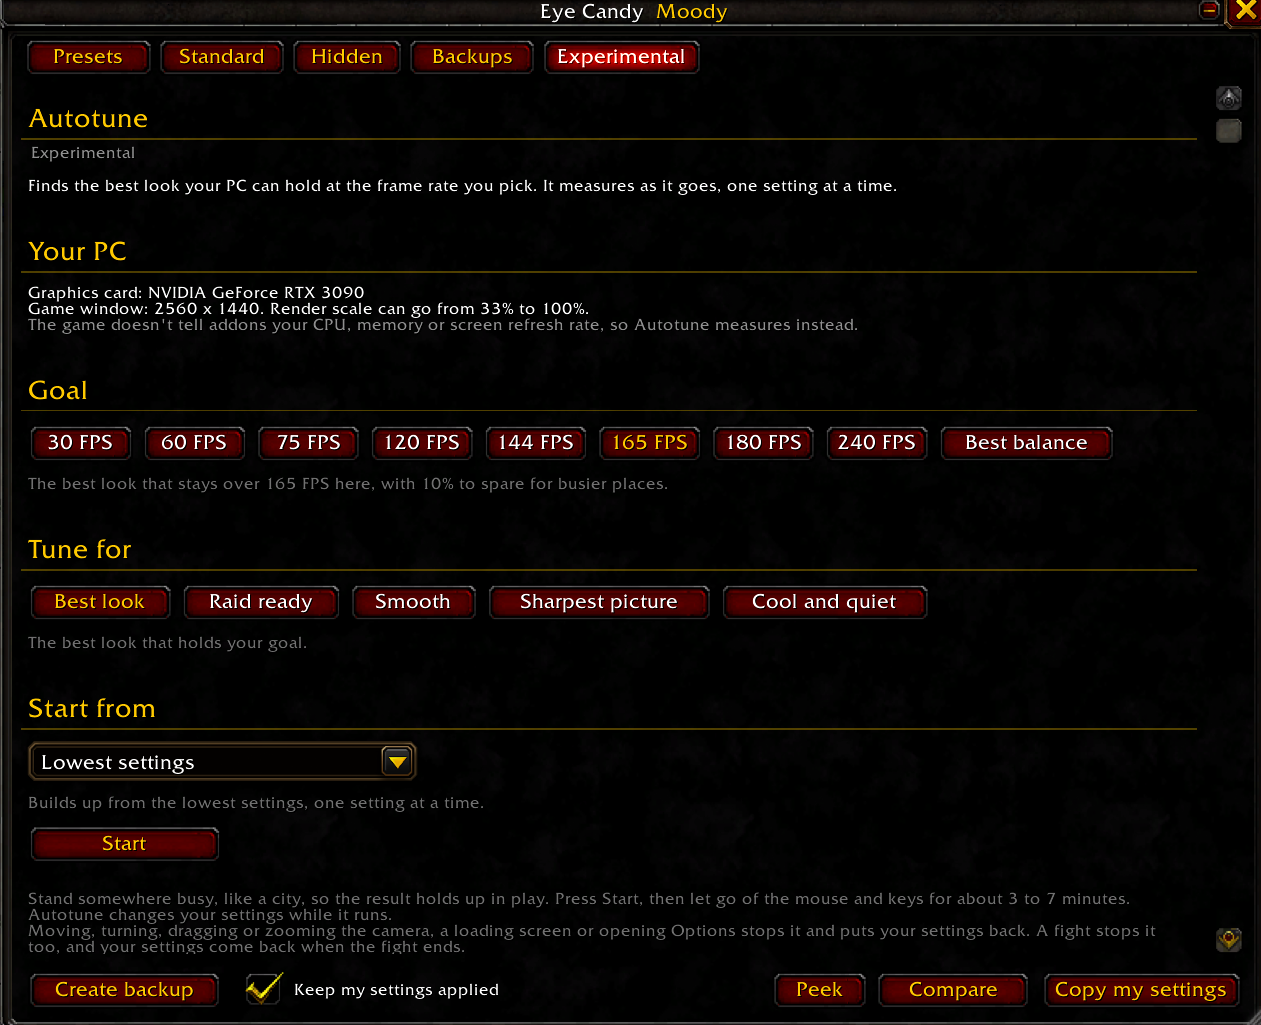 Eye Candy Moody
Presets
Standard
Hidden
Backups
Experimental
Autotune
Experimental
Finds the best look your PC can hold at the frame rate you pick. It measures as it goes, one setting at a time.
Your PC
Graphics card: NVIDIA GeForce RTX 3090
Game window: 2560 x 1440. Render scale can go from 33% to 100%.
The game doesn't tell addons your CPU, memory or screen refresh rate, so Autotune measures instead.
Goal
30 FPS
60 FPS
75 FPS
120 FPS
144 FPS
165 FPS
180 FPS
240 FPS
Best balance
The best look that stays over 165 FPS here, with 10% to spare for busier places.
Tune for
Best look
Raid ready
Smooth
Sharpest picture
Cool and quiet
The best look that holds your goal.
Start from
Lowest settings
Builds up from the lowest settings, one setting at a time.
Start
Stand somewhere busy, like a city, so the result holds up in play. Press Start, then let go of the mouse and keys for about 3 to 7 minutes.
Autotune changes your settings while it runs.
Moving, turning, dragging or zooming the camera, a loading screen or opening Options stops it and puts your settings back. A fight stops it
too, and your settings come back when the fight ends.
Create backup
Keep my settings applied
Peek
Compare
Copy my settings